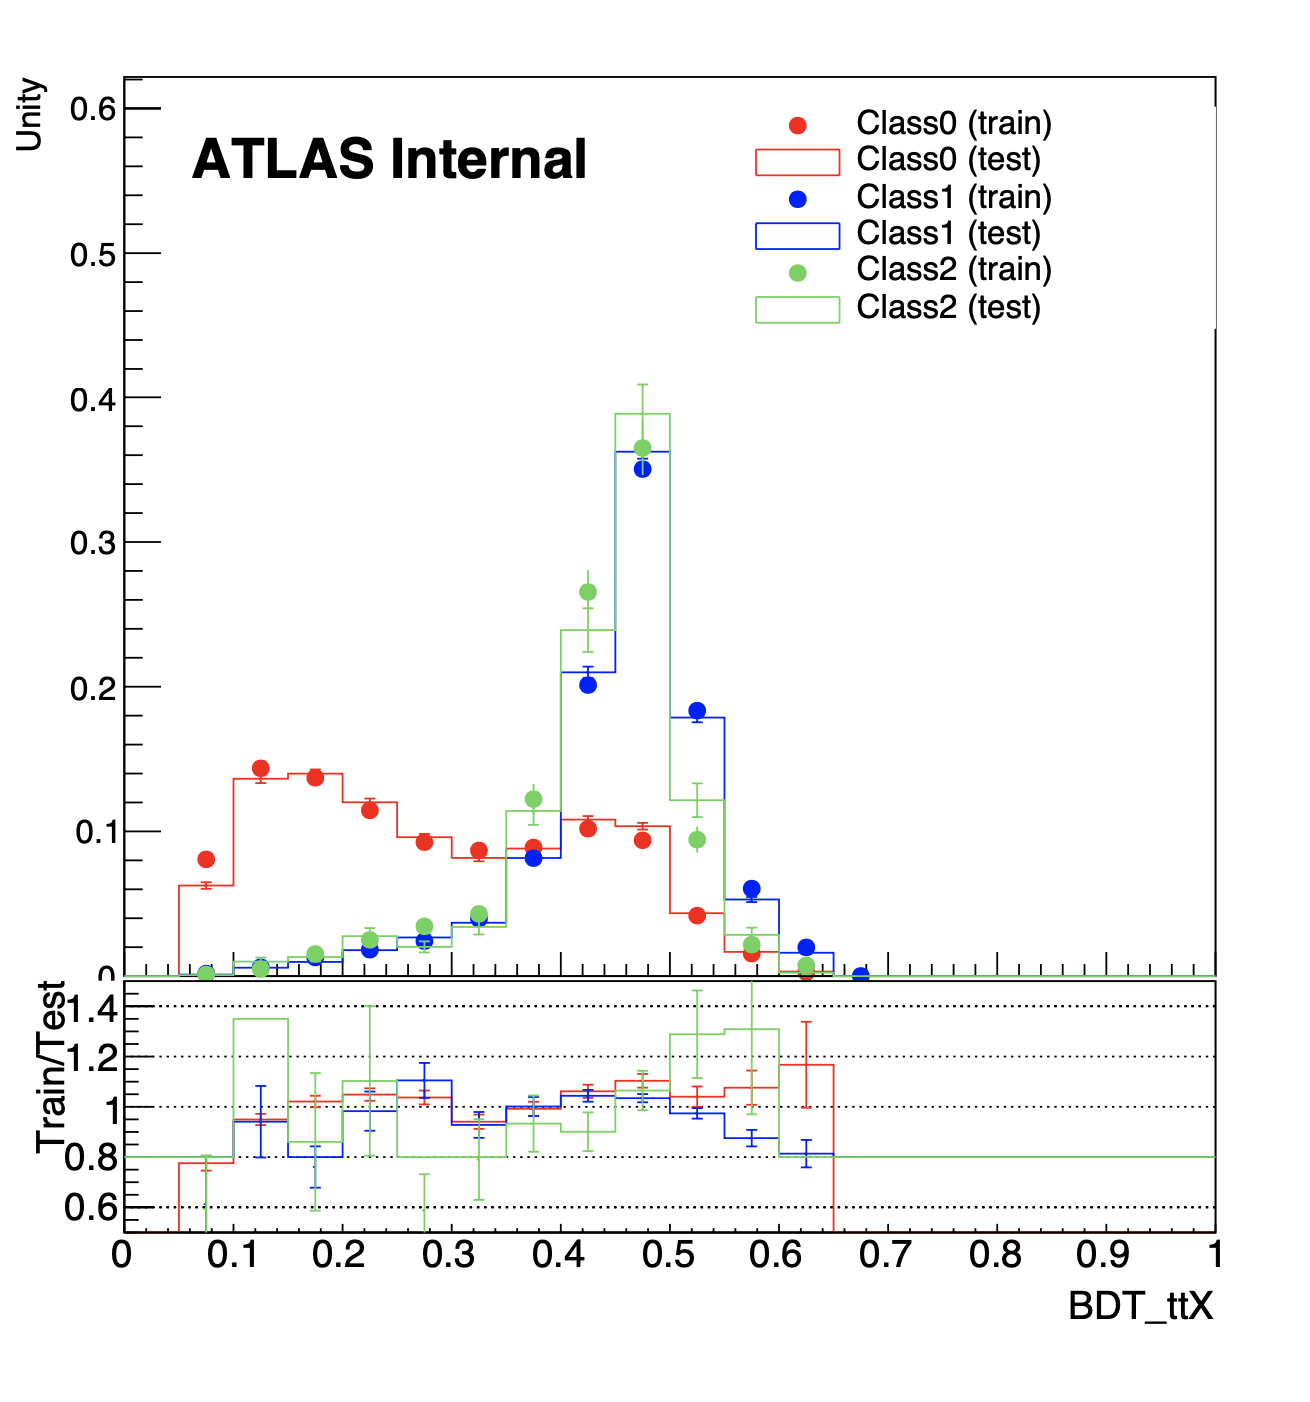 Unity
0.6
0.5
0.4
0.3
0.2
0.1
0
ATLAS Internal
Class0 (train)
Class0 (test)
Class1 (train)
Class1 (test)
Class2 (train)
Class2 (test)
Train/Test
1.4
1.2
1
0.8
0.6
0 0.1 0.2 0.3 0.4 0.5 0.6 0.7 0.8 0.9 1
BDT_ttX